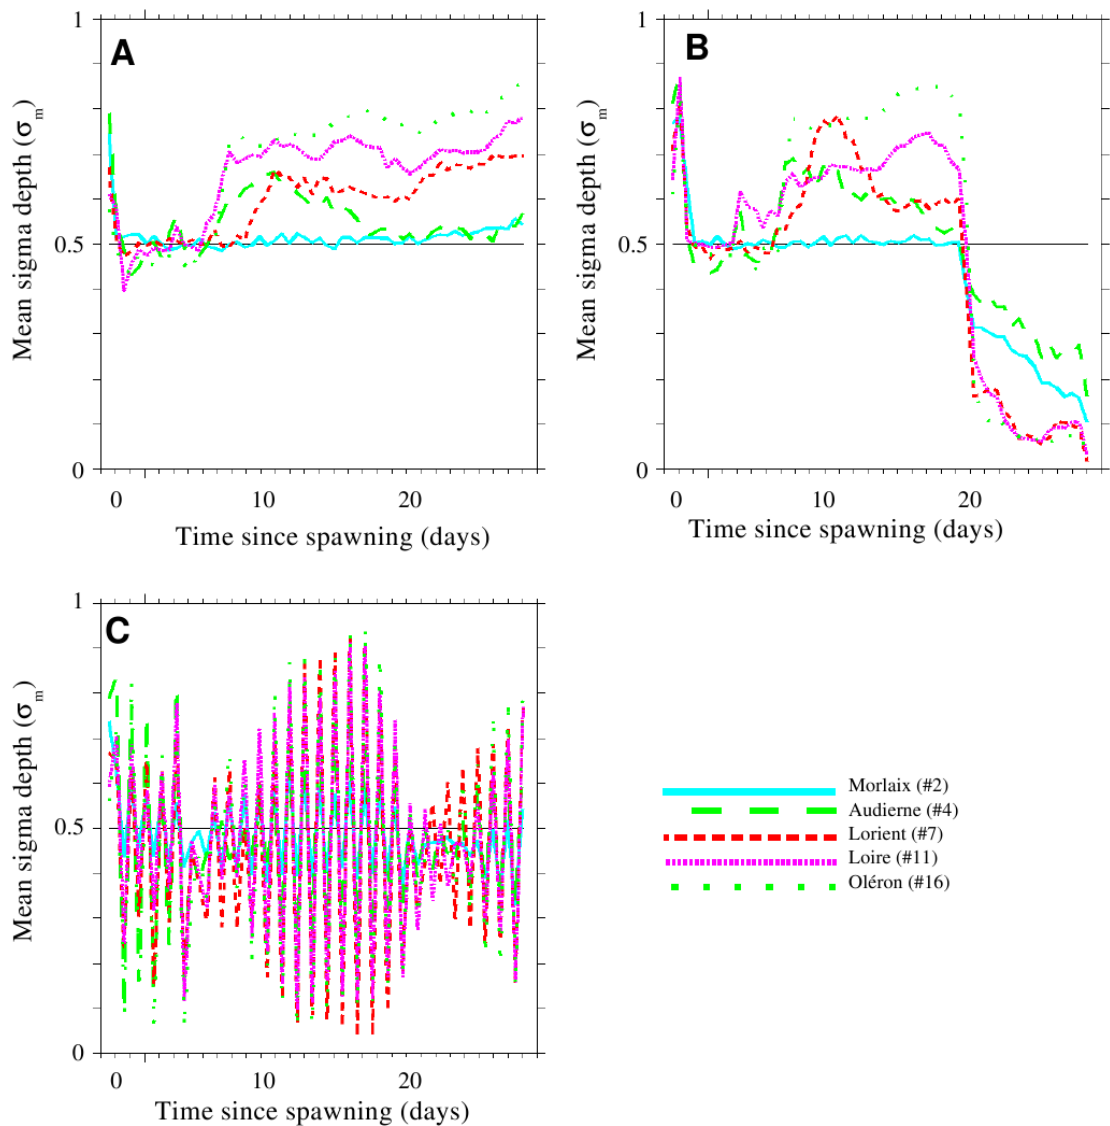 1
A
Mean sigma depth (σm)
0.5
0
0 10 20
Time since spawning (days)
1
B
Mean sigma depth (σm)
0.5
0
0 10 20
Time since spawning (days)
1
C
Mean sigma depth (σm)
0.5
0
0 10 20
Time since spawning (days)
Morlaix (#2)
Audierne (#4)
Lorient (#7)
Loire (#11)
Oléron (#16)